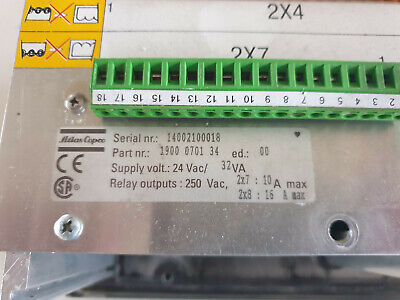 1 2X4
2X7 1
18 17 16 15 14 13 12 11 10 9 8 7 6 5 4 3 2
Atlas Copco
Serial nr.: 14002100018
Part nr.: 1900 0701 34 ed.: 00
CE
Supply volt.: 24 Vac/ 32VA
Relay outputs : 250 Vac, 2x7 : 10A max
2x8 : 16 A max